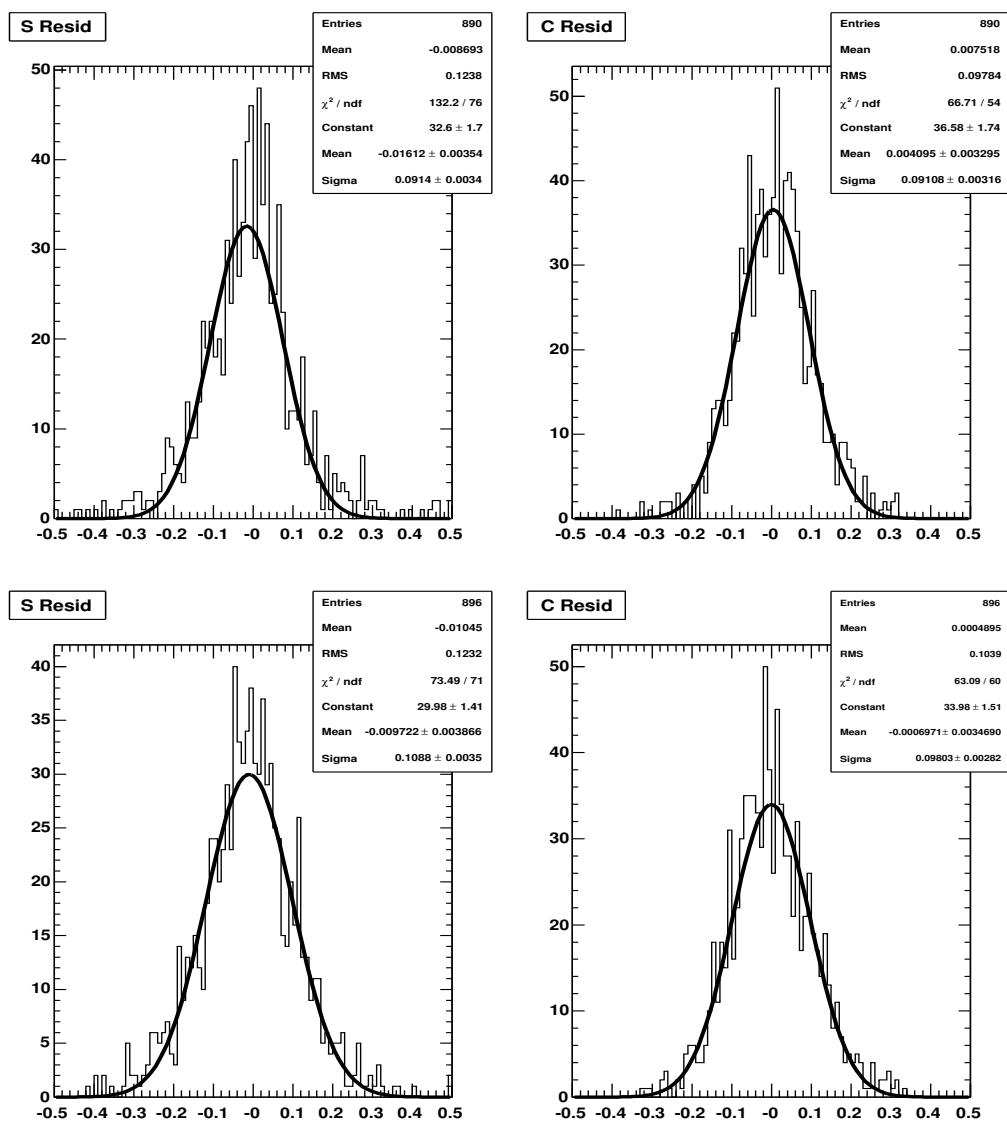 S Resid
Entries 890
Mean -0.008693
RMS 0.1238
χ² / ndf 132.2 / 76
Constant 32.6 ± 1.7
Mean -0.01612 ± 0.00354
Sigma 0.0914 ± 0.0034
50
40
30
20
10
0
-0.5 -0.4 -0.3 -0.2 -0.1 -0 0.1 0.2 0.3 0.4 0.5
C Resid
Entries 890
Mean 0.007518
RMS 0.09784
χ² / ndf 66.71 / 54
Constant 36.58 ± 1.74
Mean 0.004095 ± 0.003295
Sigma 0.09108 ± 0.00316
50
40
30
20
10
0
-0.5 -0.4 -0.3 -0.2 -0.1 -0 0.1 0.2 0.3 0.4 0.5
S Resid
Entries 896
Mean -0.01045
RMS 0.1232
χ² / ndf 73.49 / 71
Constant 29.98 ± 1.41
Mean -0.009722 ± 0.003866
Sigma 0.1088 ± 0.0035
40
35
30
25
20
15
10
5
0
-0.5 -0.4 -0.3 -0.2 -0.1 -0 0.1 0.2 0.3 0.4 0.5
C Resid
Entries 896
Mean 0.0004895
RMS 0.1039
χ² / ndf 63.09 / 60
Constant 33.98 ± 1.51
Mean -0.0006971 ± 0.0034690
Sigma 0.09803 ± 0.00282
50
40
30
20
10
0
-0.5 -0.4 -0.3 -0.2 -0.1 -0 0.1 0.2 0.3 0.4 0.5